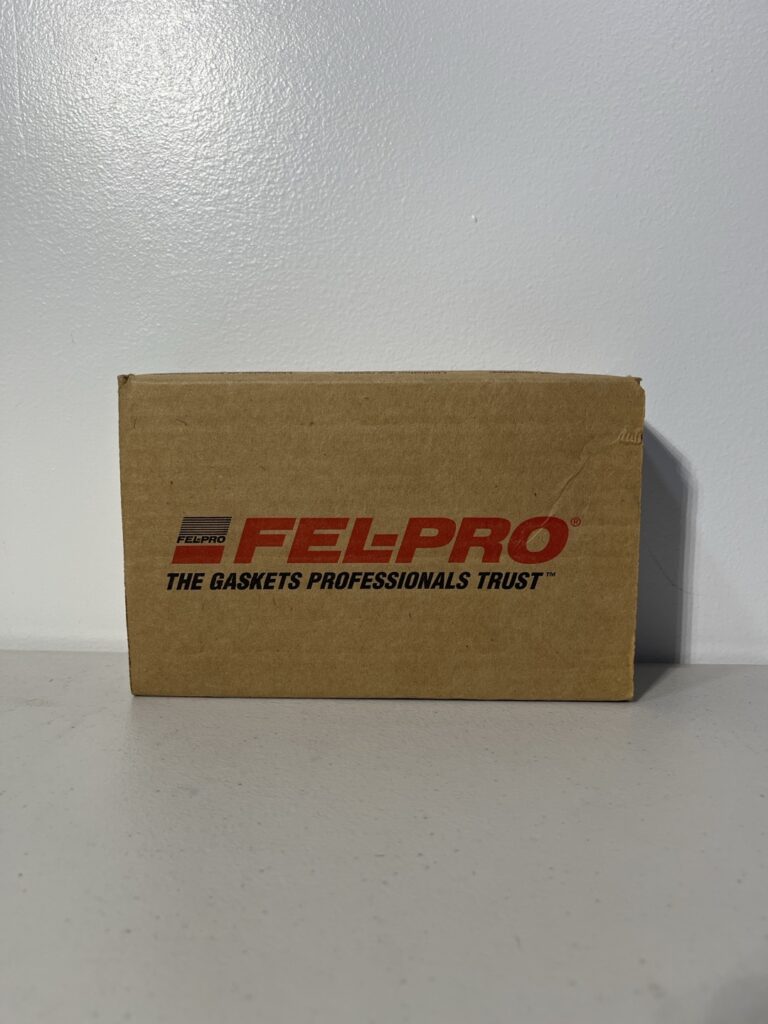 FEL-PRO
FEL-PRO®
THE GASKETS PROFESSIONALS TRUST™